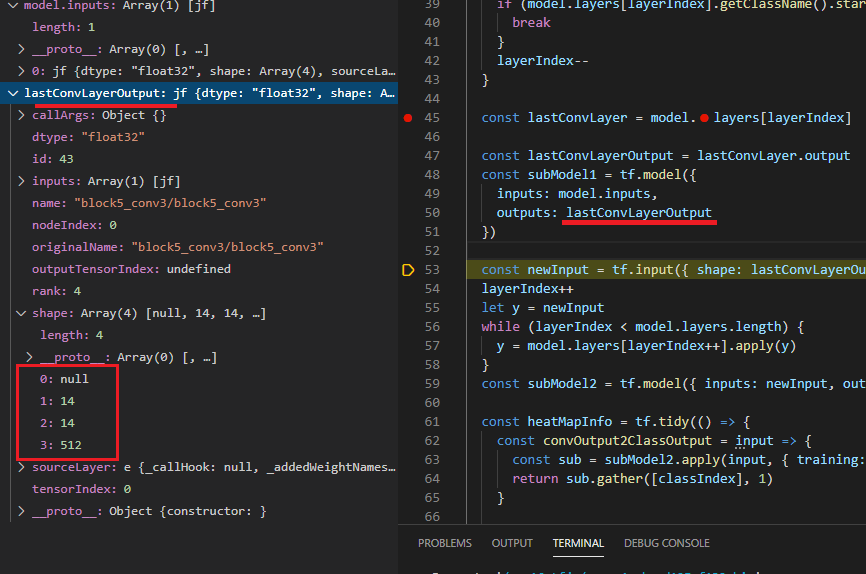 model.inputs: Array(1) [jf]
length: 1
__proto__: Array(0) [, …]
0: jf {dtype: "float32", shape: Array(4), sourceLa…
lastConvLayerOutput: jf {dtype: "float32", shape: A…
callArgs: Object {}
dtype: "float32"
id: 43
inputs: Array(1) [jf]
name: "block5_conv3/block5_conv3"
nodeIndex: 0
originalName: "block5_conv3/block5_conv3"
outputTensorIndex: undefined
rank: 4
shape: Array(4) [null, 14, 14, …]
length: 4
__proto__: Array(0) [, …]
0: null
1: 14
2: 14
3: 512
sourceLayer: e {_callHook: null, _addedWeightNames…
tensorIndex: 0
__proto__: Object {constructor: }
39 if (model.layers[layerIndex].getClassName().star
40 break
41 }
42 layerIndex--
43 }
44
45 const lastConvLayer = model.layers[layerIndex]
46
47 const lastConvLayerOutput = lastConvLayer.output
48 const subModel1 = tf.model({
49 inputs: model.inputs,
50 outputs: lastConvLayerOutput
51 })
52
53 const newInput = tf.input({ shape: lastConvLayerOu
54 layerIndex++
55 let y = newInput
56 while (layerIndex < model.layers.length) {
57 y = model.layers[layerIndex++].apply(y)
58 }
59 const subModel2 = tf.model({ inputs: newInput, out
60
61 const heatMapInfo = tf.tidy(() => {
62 const convOutput2ClassOutput = input => {
63 const sub = subModel2.apply(input, { training:
64 return sub.gather([classIndex], 1)
65 }
66
PROBLEMS OUTPUT TERMINAL DEBUG CONSOLE